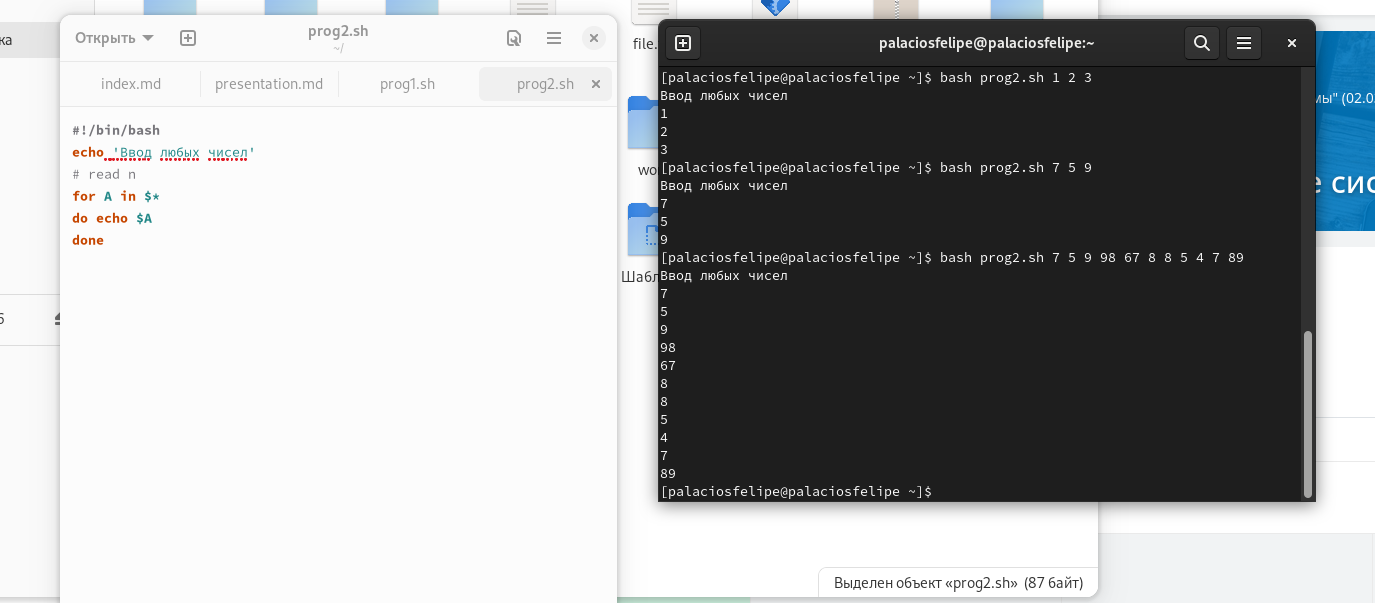 ка
Открыть
prog2.sh
~/
index.md
presentation.md
prog1.sh
prog2.sh
#!/bin/bash
echo 'Ввод любых чисел'
# read n
for A in $*
do echo $A
done
file.
wo
Шабл
palaciosfelipe@palaciosfelipe:~
[palaciosfelipe@palaciosfelipe ~]$ bash prog2.sh 1 2 3
Ввод любых чисел
1
2
3
[palaciosfelipe@palaciosfelipe ~]$ bash prog2.sh 7 5 9
Ввод любых чисел
7
5
9
[palaciosfelipe@palaciosfelipe ~]$ bash prog2.sh 7 5 9 98 67 8 8 5 4 7 89
Ввод любых чисел
7
5
9
98
67
8
8
5
4
7
89
[palaciosfelipe@palaciosfelipe ~]$
мы" (02.0
е сис
Выделен объект «prog2.sh» (87 байт)